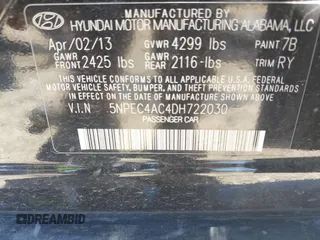 HYUNDAI MOTOR MANUFACTURING ALABAMA, LLC
Apr/02/13 GVWR 4299 lbs PAINT 7B
GAWR FRONT 2425 lbs GAWR REAR 2116-lbs TRIM RY
THIS VEHICLE CONFORMS TO ALL APPLICABLE U.S. FEDERAL MOTOR
VEHICLE SAFETY, BUMPER, AND THEFT PREVENTION STANDARDS
IN EFFECT ON THE DATE OF MANUFACTURE SHOWN ABOVE.
V.I.N 5NPEC4AC4DH722030
PASSENGER CAR
DREAMBID